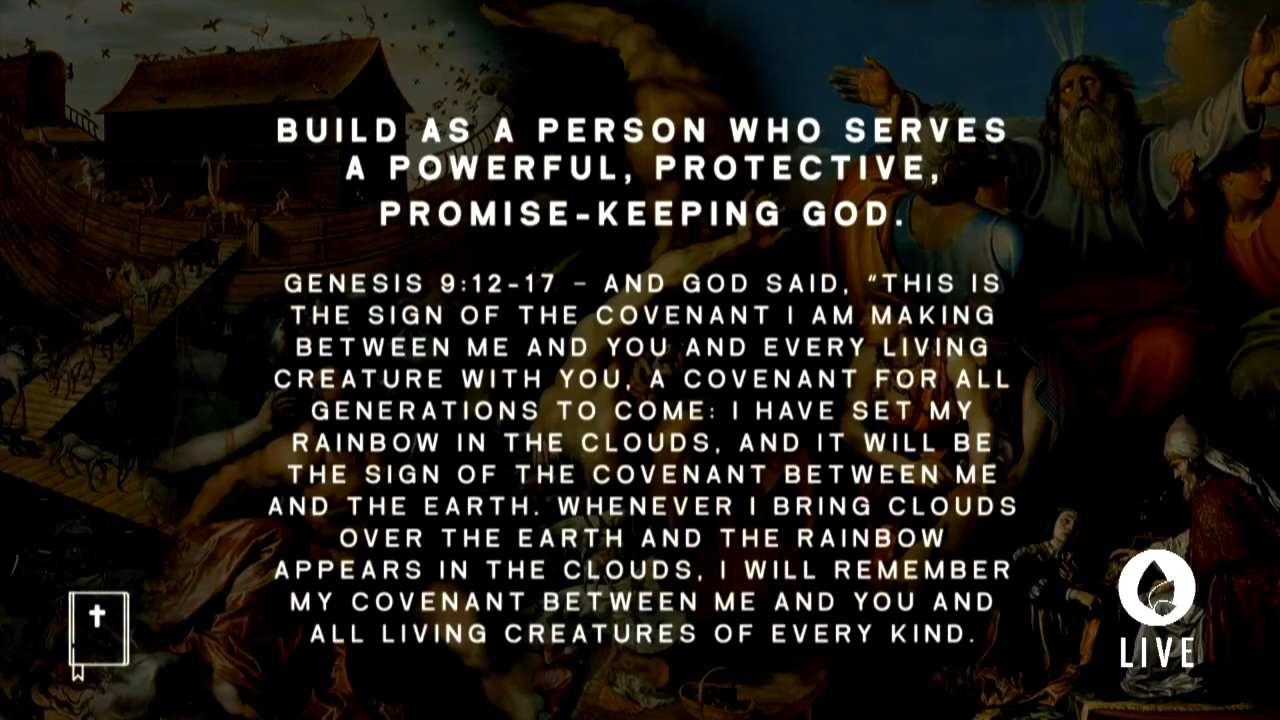 BUILD AS A PERSON WHO SERVES
A POWERFUL, PROTECTIVE,
PROMISE-KEEPING GOD.
GENESIS 9:12-17 – AND GOD SAID, “THIS IS
THE SIGN OF THE COVENANT I AM MAKING
BETWEEN ME AND YOU AND EVERY LIVING
CREATURE WITH YOU, A COVENANT FOR ALL
GENERATIONS TO COME: I HAVE SET MY
RAINBOW IN THE CLOUDS, AND IT WILL BE
THE SIGN OF THE COVENANT BETWEEN ME
AND THE EARTH. WHENEVER I BRING CLOUDS
OVER THE EARTH AND THE RAINBOW
APPEARS IN THE CLOUDS, I WILL REMEMBER
MY COVENANT BETWEEN ME AND YOU AND
ALL LIVING CREATURES OF EVERY KIND.
LIVE